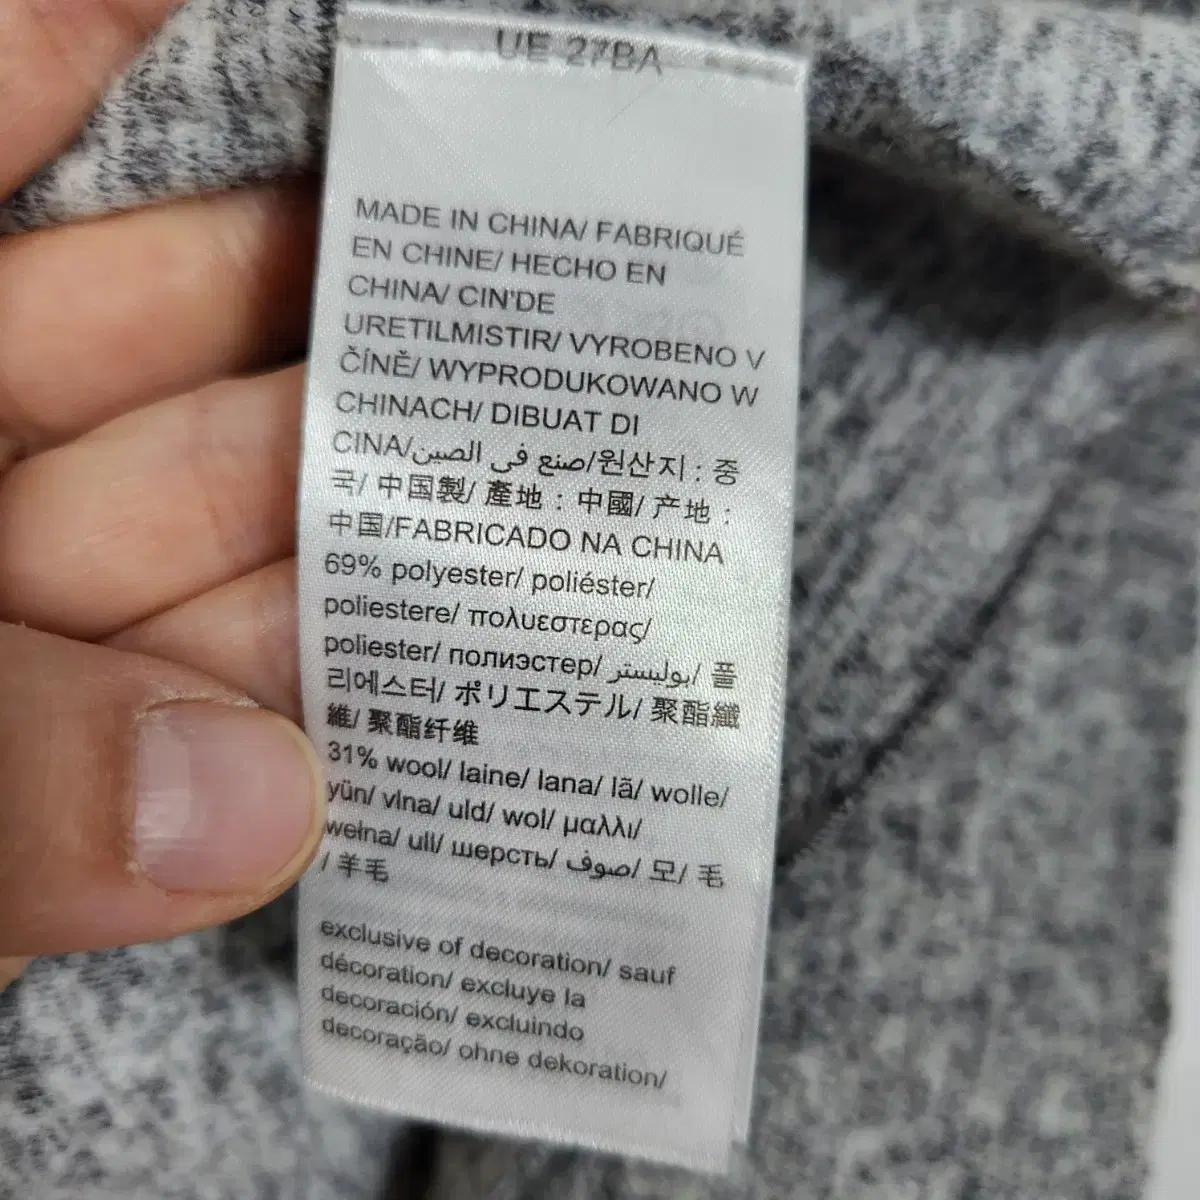 UE 27BA
MADE IN CHINA/ FABRIQUÉ
EN CHINE/ HECHO EN
CHINA/ CIN'DE
URETILMISTIR/ VYROBENO V
ČÍNĚ/ WYPRODUKOWANO W
CHINACH/ DIBUAT DI
CINA/صنع في الصين/원산지 : 중
국/ 中国製/ 產地 : 中國/ 产地 :
中国/FABRICADO NA CHINA
69% polyester/ poliéster/
poliestere/ πολυεστερας/
poliester/ полиэстер/ بوليستر/ 폴
리에스터/ ポリエステル/ 聚酯纖
維/ 聚酯纤维
31% wool/ laine/ lana/ lã/ wolle/
yün/ vlna/ uld/ wol/ μαλλι/
wełna/ ull/ шерсть/ صوف/ 모/ 毛
/ 羊毛
exclusive of decoration/ sauf
décoration/ excluye la
decoración/ excluindo
decoração/ ohne dekoration/